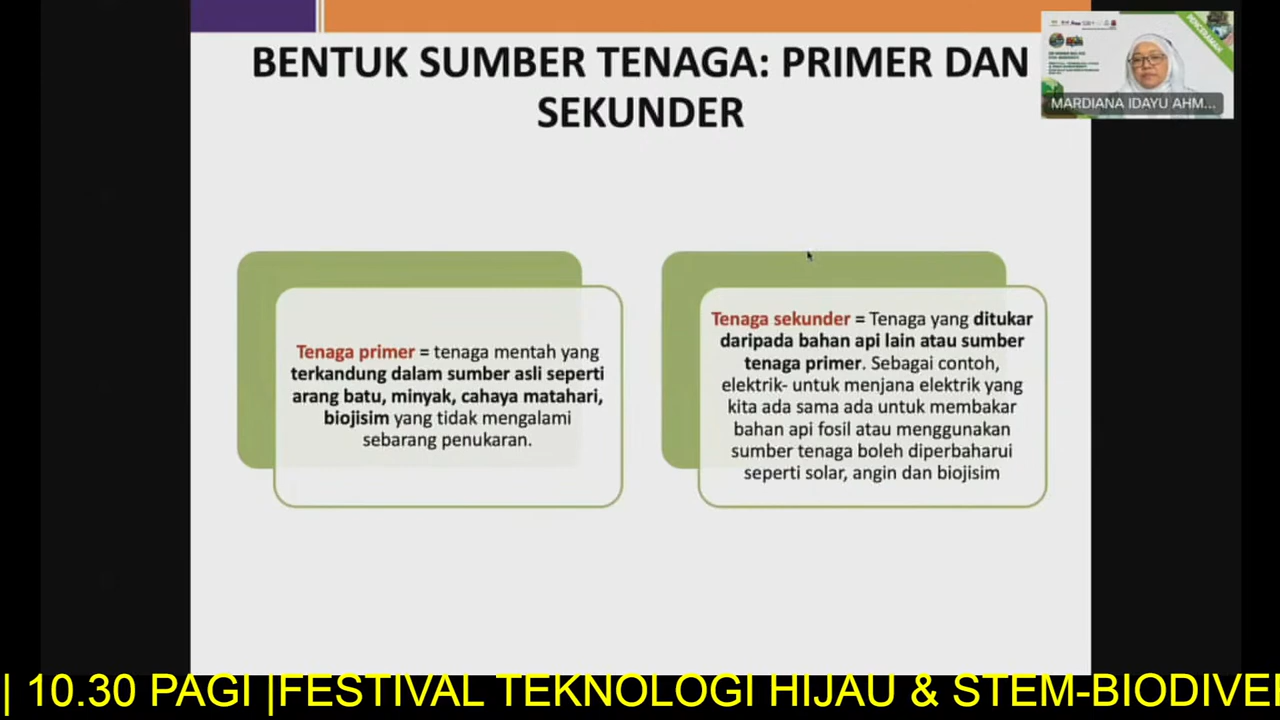 BENTUK SUMBER TENAGA: PRIMER DAN
SEKUNDER
MARDIANA IDAYU AHM...
Tenaga primer = tenaga mentah yang
terkandung dalam sumber asli seperti
arang batu, minyak, cahaya matahari,
biojisim yang tidak mengalami
sebarang penukaran.
Tenaga sekunder = Tenaga yang ditukar
daripada bahan api lain atau sumber
tenaga primer. Sebagai contoh,
elektrik- untuk menjana elektrik yang
kita ada sama ada untuk membakar
bahan api fosil atau menggunakan
sumber tenaga boleh diperbaharui
seperti solar, angin dan biojisim
| 10.30 PAGI |FESTIVAL TEKNOLOGI HIJAU & STEM-BIODIVE